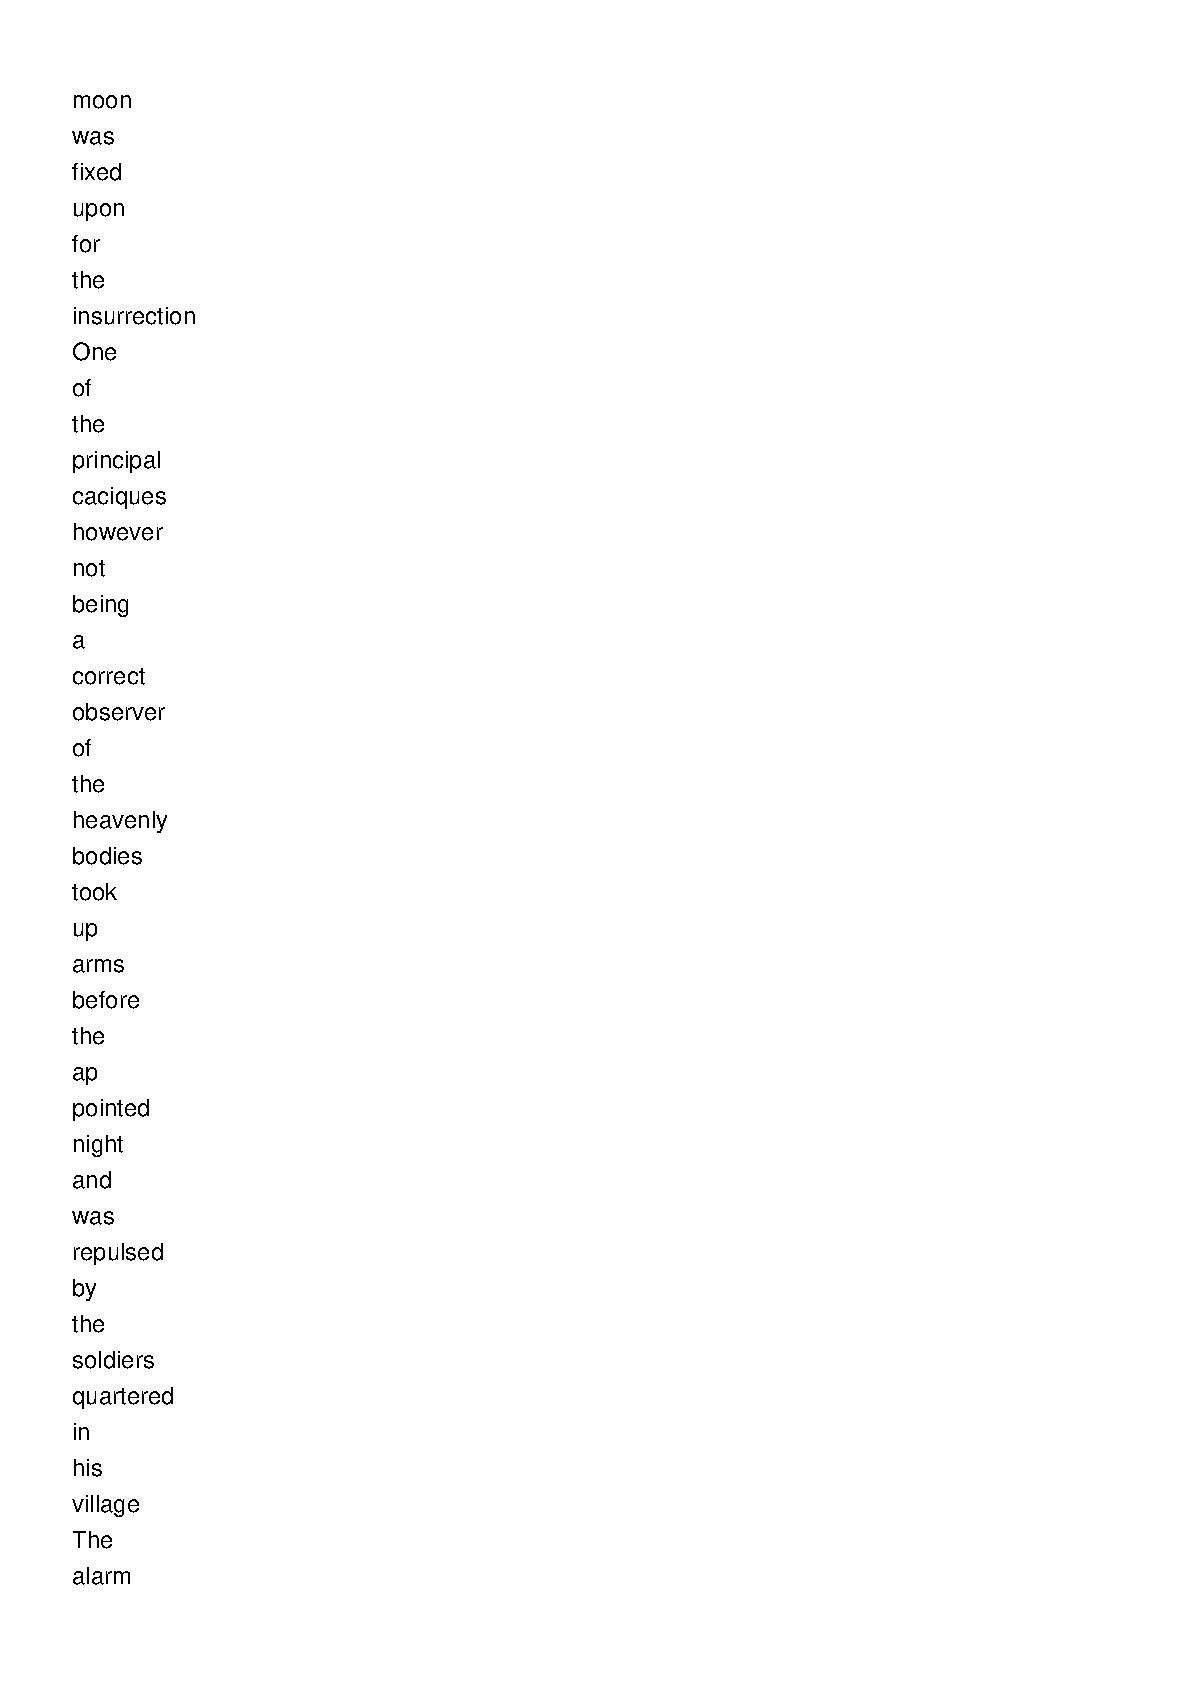 moon
was
fixed
upon
for
the
insurrection
One
of
the
principal
caciques
however
not
being
a
correct
observer
of
the
heavenly
bodies
took
up
arms
before
the
ap
pointed
night
and
was
repulsed
by
the
soldiers
quartered
in
his
village
The
alarm